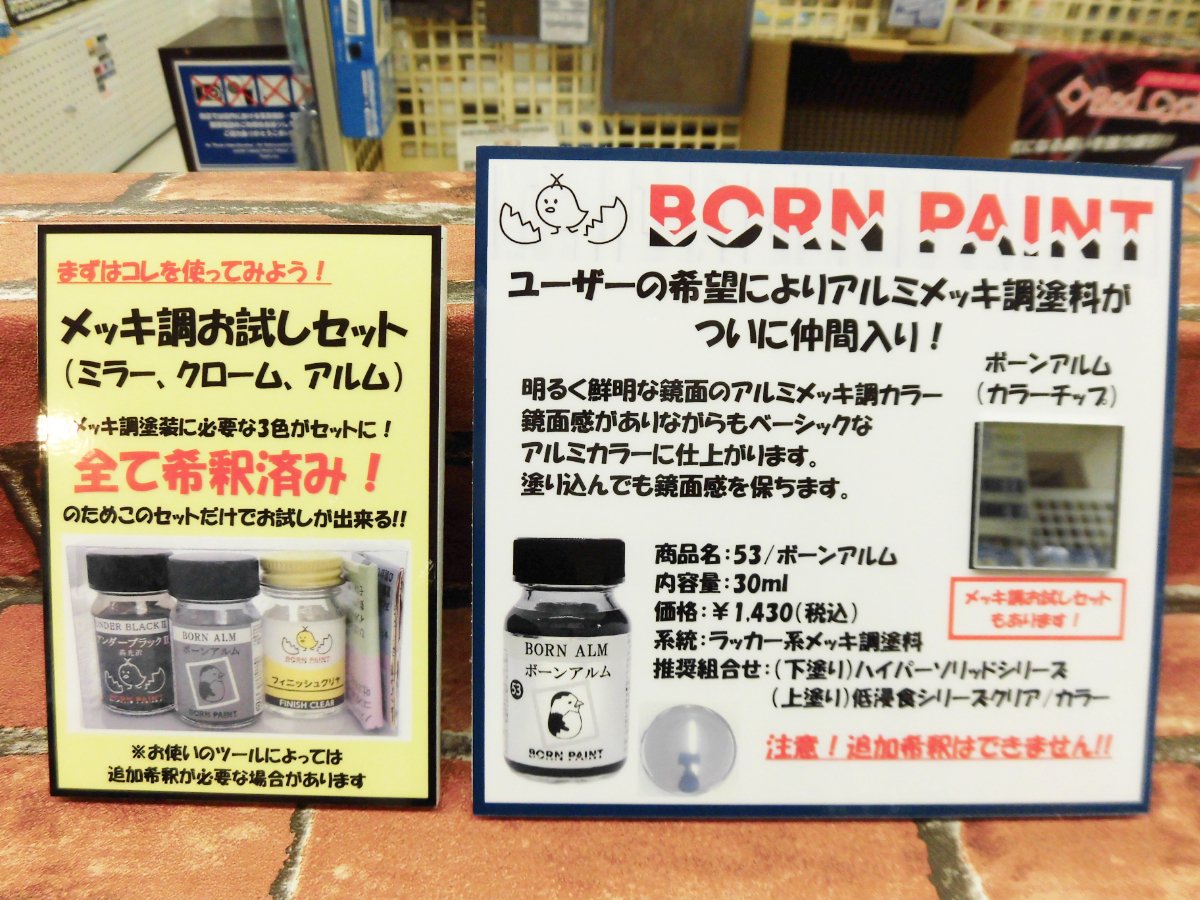 まずはコレを使ってみよう!
メッキ調お試しセット
(ミラー、クローム、アルム)
メッキ調塗装に必要な3色がセットに!
全て希釈済み!
のためこのセットだけでお試しが出来る!!
UNDER BLACK II
アンダーブラックII
BORN ALM
ボーンアルム
BORN PAINT
BORN PAINT
フィニッシュクリヤ
FINISH CLEAR
※お使いのツールによっては
追加希釈が必要な場合があります
BORN PAINT
ユーザーの希望によりアルミメッキ調塗料が
ついに仲間入り!
ボーンアルム
(カラーチップ)
明るく鮮明な鏡面のアルミメッキ調カラー
鏡面感がありながらもベーシックな
アルミカラーに仕上がります。
塗り込んでも鏡面感を保ちます。
メッキ調お試しセット
もあります!
商品名:53/ボーンアルム
内容量:30ml
価格:¥1,430(税込)
系統:ラッカー系メッキ調塗料
推奨組合せ:(下塗り)ハイパーソリッドシリーズ
(上塗り)低浸食シリーズクリア/カラー
注意!追加希釈はできません!!
BORN ALM
ボーンアルム
53
BORN PAINT